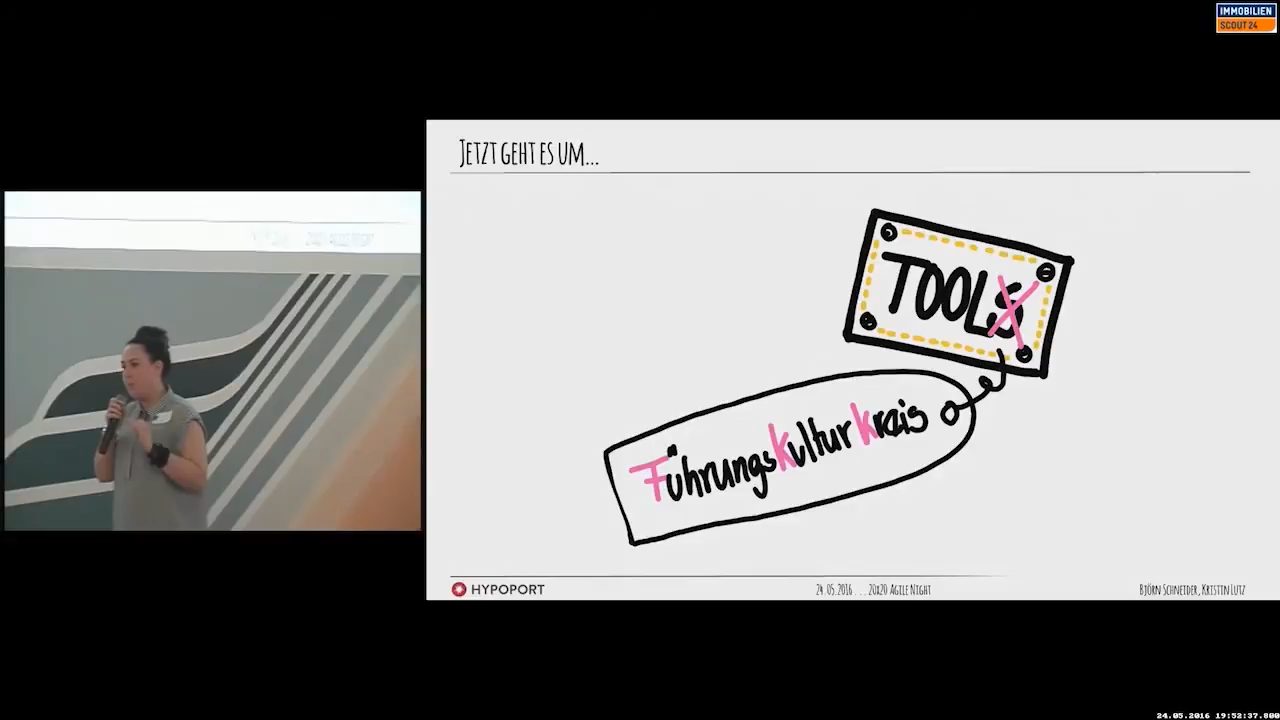 IMMOBILIEN
SCOUT24
Jetzt geht es um...
TOOLS
FührungsKulturKreis
HYPOPORT
24.05.2016 ... 20x20 Agile Night
Björn Schneider, Kristin Lutz
24.05.2016 19:52:37.800